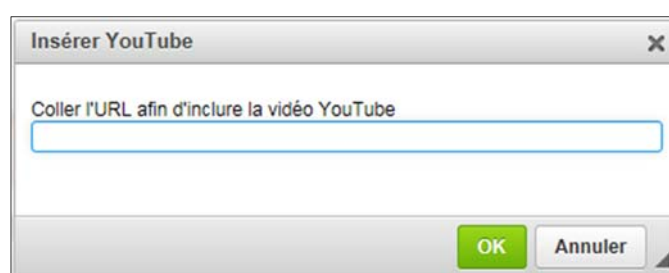 Insérer YouTube
Coller l'URL afin d'inclure la vidéo YouTube
OK
Annuler